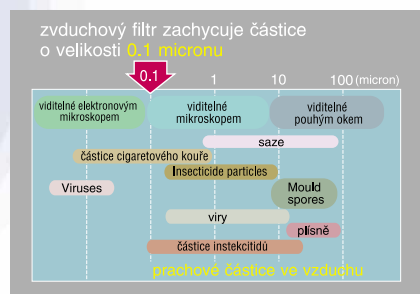 zvduchový filtr zachycuje částice
o velikosti 0.1 micronu
0.1
1
10
100 (micron)
viditelné elektronovým
mikroskopem
viditelné
mikroskopem
viditelné
pouhým okem
saze
částice cigaretového kouře
Insecticide particles
Viruses
Mould
spores
viry
plísně
částice instekcitidú
prachové částice ve vzduchu